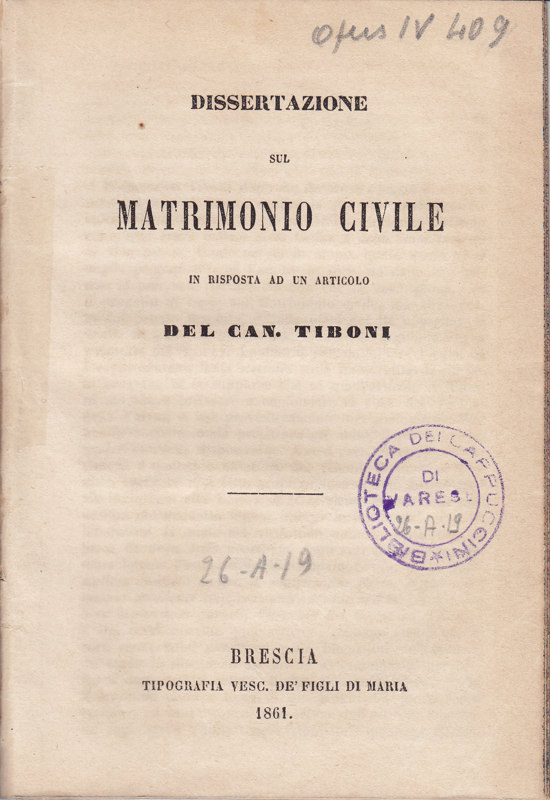 Opus IV 409
DISSERTAZIONE
SUL
MATRIMONIO CIVILE
IN RISPOSTA AD UN ARTICOLO
DEL CAN. TIBONI
BIBLIOTECA DEI CAPPUCCINI
DI
VARESE
26-A-19
26-A-19
BRESCIA
TIPOGRAFIA VESC. DE' FIGLI DI MARIA
1861.